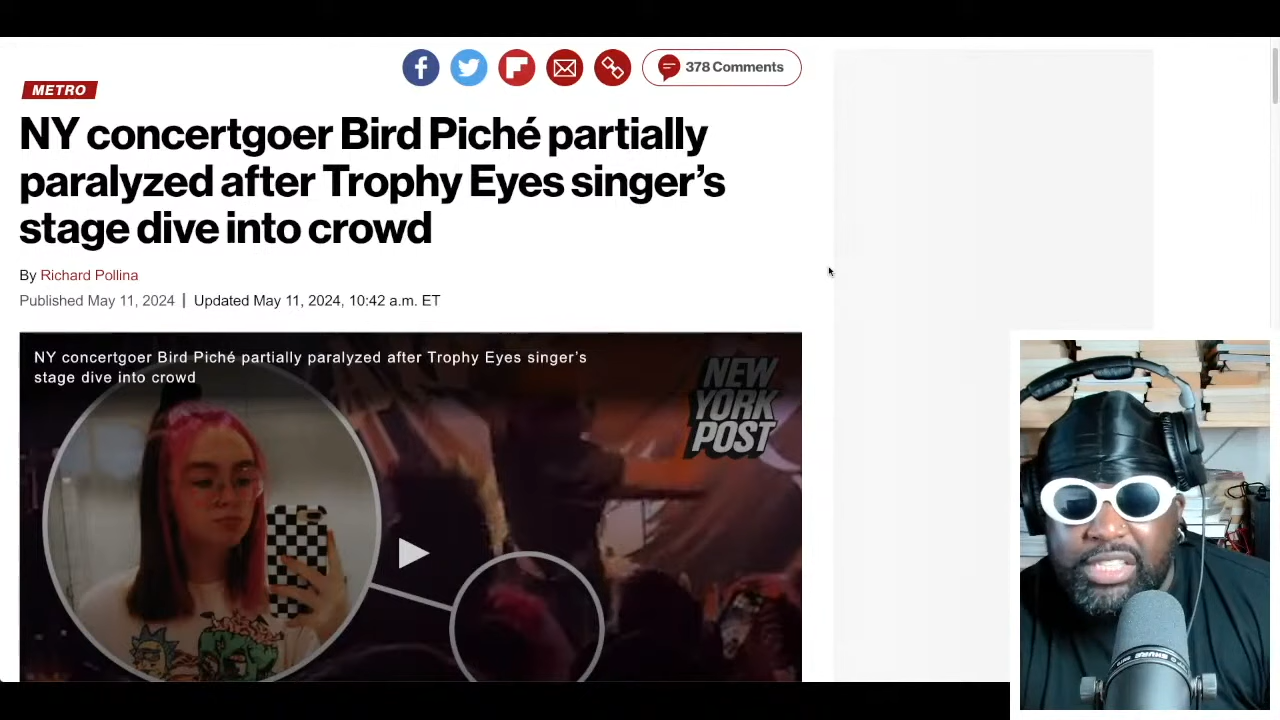 378 Comments
METRO
NY concertgoer Bird Piché partially
paralyzed after Trophy Eyes singer's
stage dive into crowd
By Richard Pollina
Published May 11, 2024 | Updated May 11, 2024, 10:42 a.m. ET
NY concertgoer Bird Piché partially paralyzed after Trophy Eyes singer's
stage dive into crowd
NEW
YORK
POST
SHURE